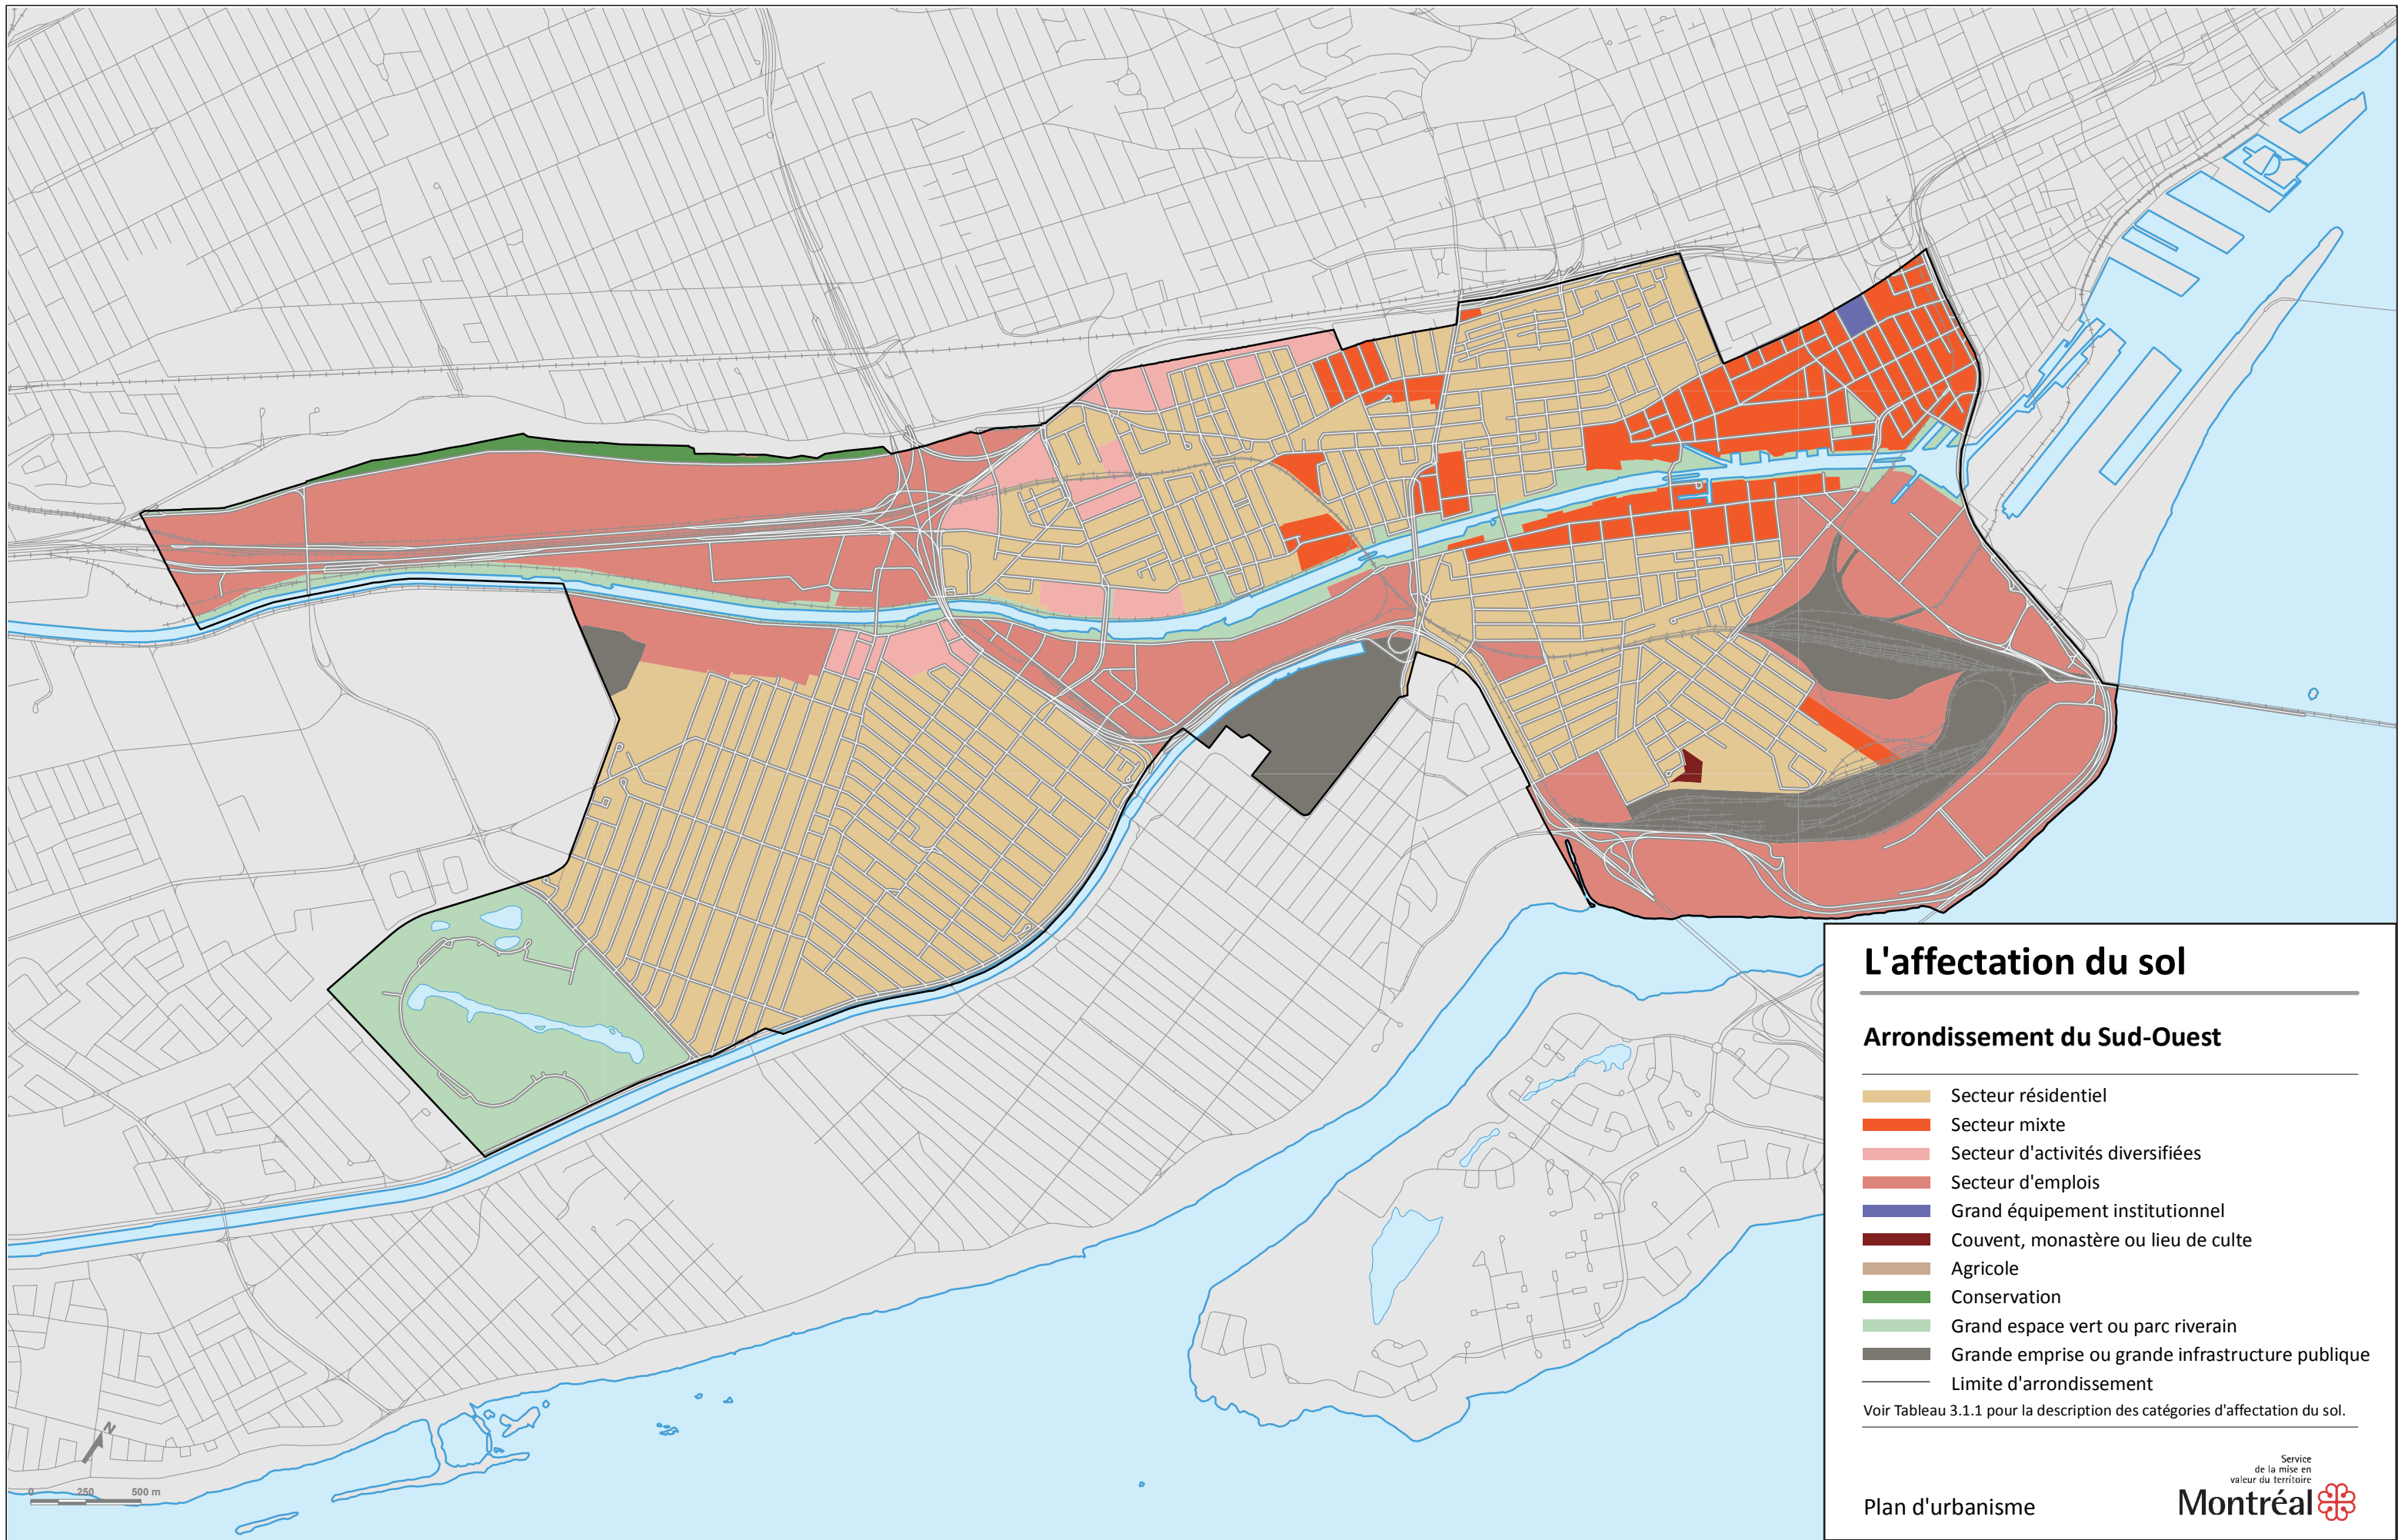 L'affectation du sol
Arrondissement du Sud-Ouest
Secteur résidentiel
Secteur mixte
Secteur d'activités diversifiées
Secteur d'emplois
Grand équipement institutionnel
Couvent, monastère ou lieu de culte
Agricole
Conservation
Grand espace vert ou parc riverain
Grande emprise ou grande infrastructure publique
Limite d'arrondissement
Voir Tableau 3.1.1 pour la description des catégories d'affectation du sol.
Service
de la mise en
valeur du territoire
Plan d'urbanisme
Montréal
N
0 250 500 m